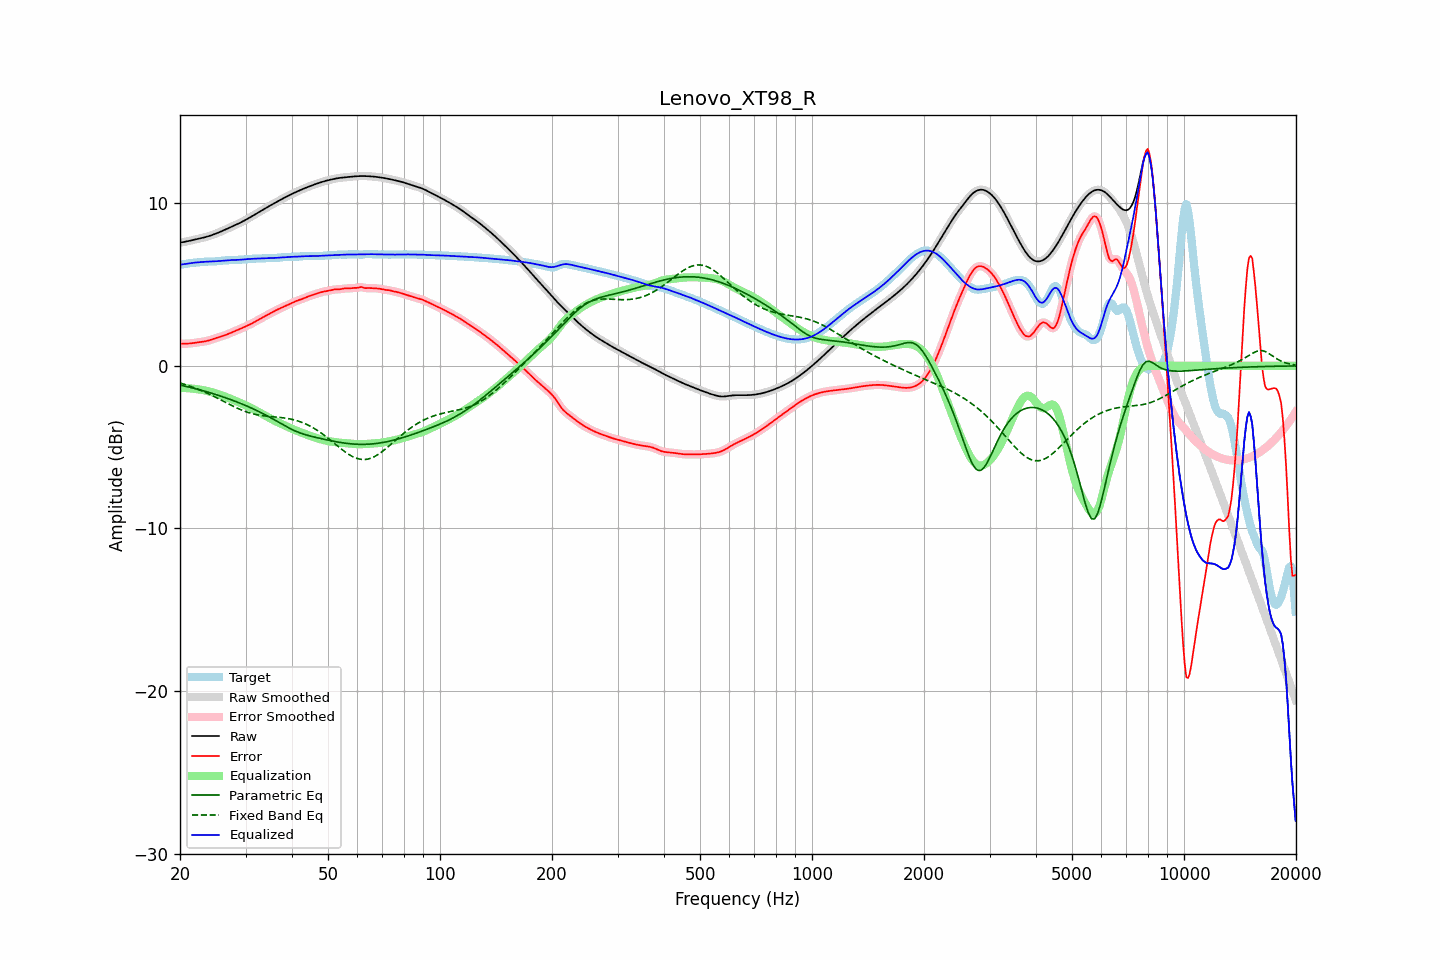 Lenovo_XT98_R
Amplitude (dBr)
10
0
−10
−20
−30
Target
Raw Smoothed
Error Smoothed
Raw
Error
Equalization
Parametric Eq
Fixed Band Eq
Equalized
20 50 100 200 500 1000 2000 5000 10000 20000
Frequency (Hz)